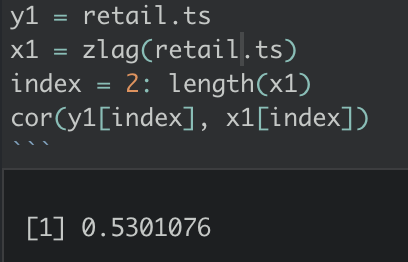 y1 = retail.ts
x1 = zlag(retail.ts)
index = 2: length(x1)
cor(y1[index], x1[index])
```
[1] 0.5301076